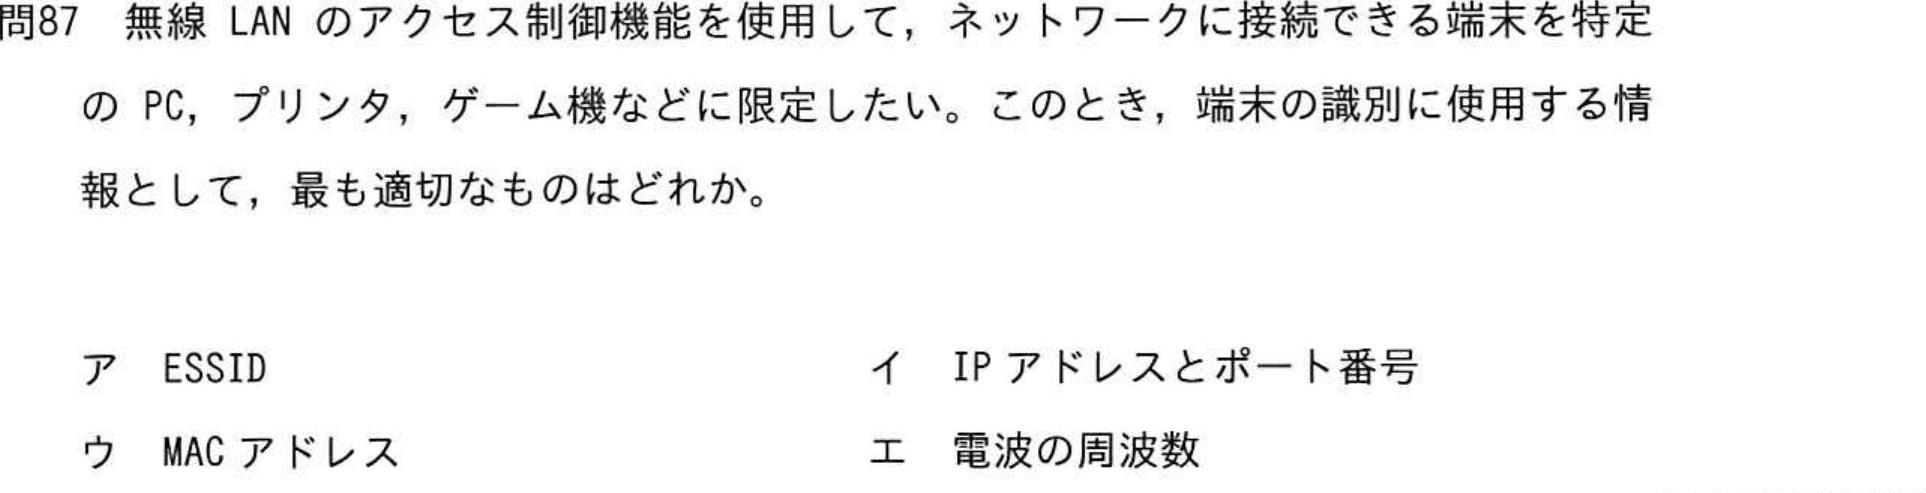 問87　無線 LAN のアクセス制御機能を使用して，ネットワークに接続できる端末を特定
の PC，プリンタ，ゲーム機などに限定したい。このとき，端末の識別に使用する情
報として，最も適切なものはどれか。
ア　ESSID　イ　IP アドレスとポート番号
ウ　MAC アドレス　エ　電波の周波数